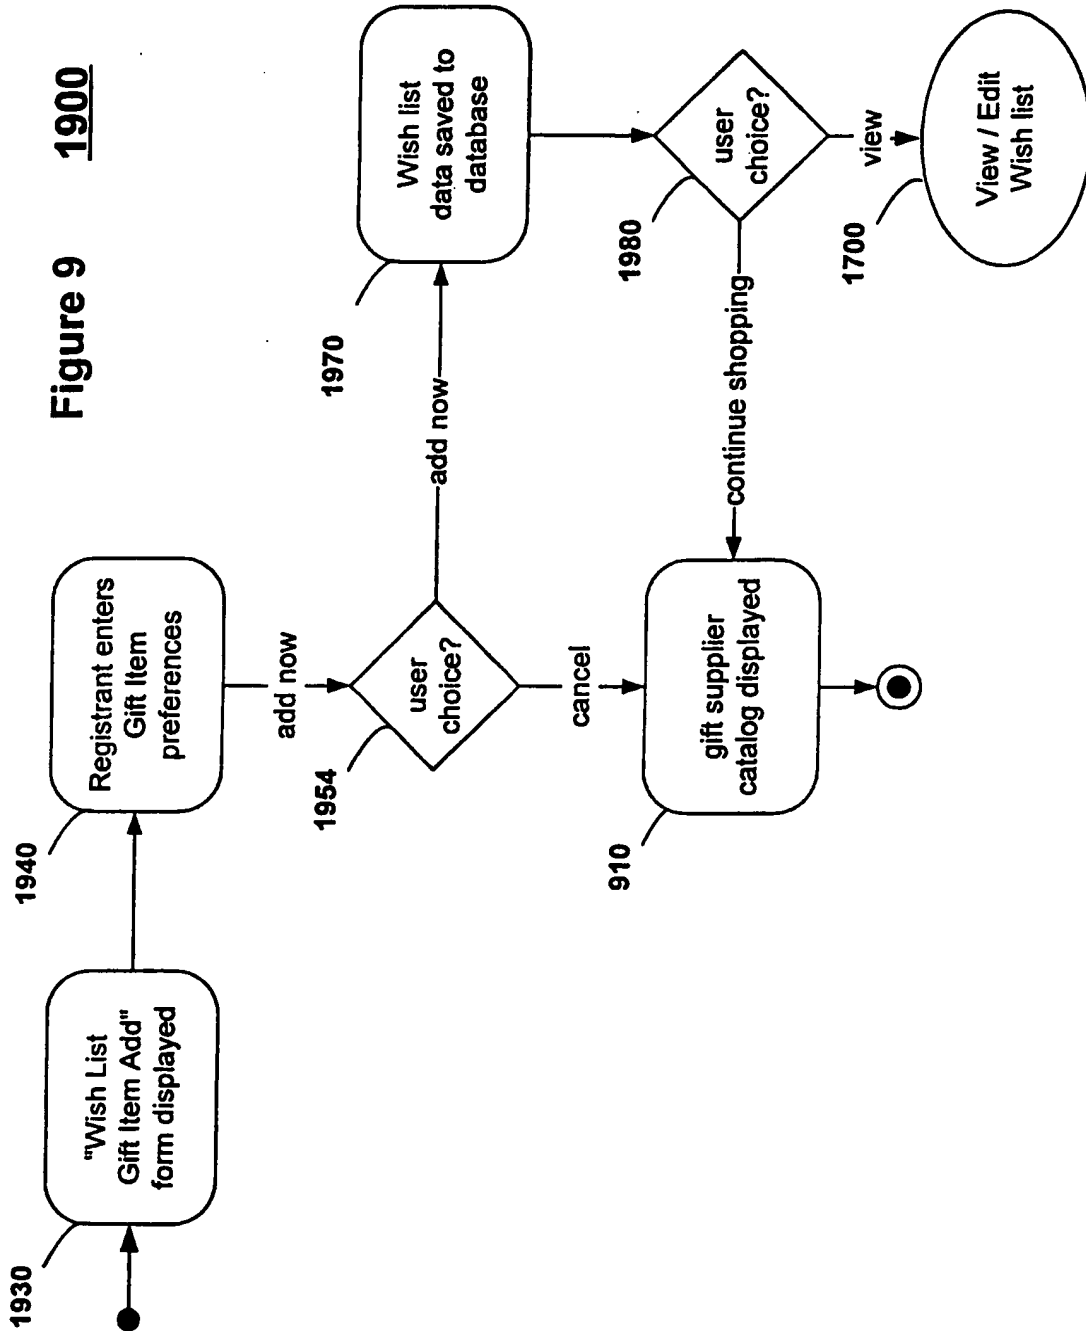 Figure 9
1900
1930
"Wish List
Gift Item Add"
form displayed
1940
Registrant enters
Gift Item
preferences
add now
1954
user
choice?
add now
cancel
1970
Wish list
data saved to
database
1980
user
choice?
continue shopping
view
910
gift supplier
catalog displayed
1700
View / Edit
Wish list